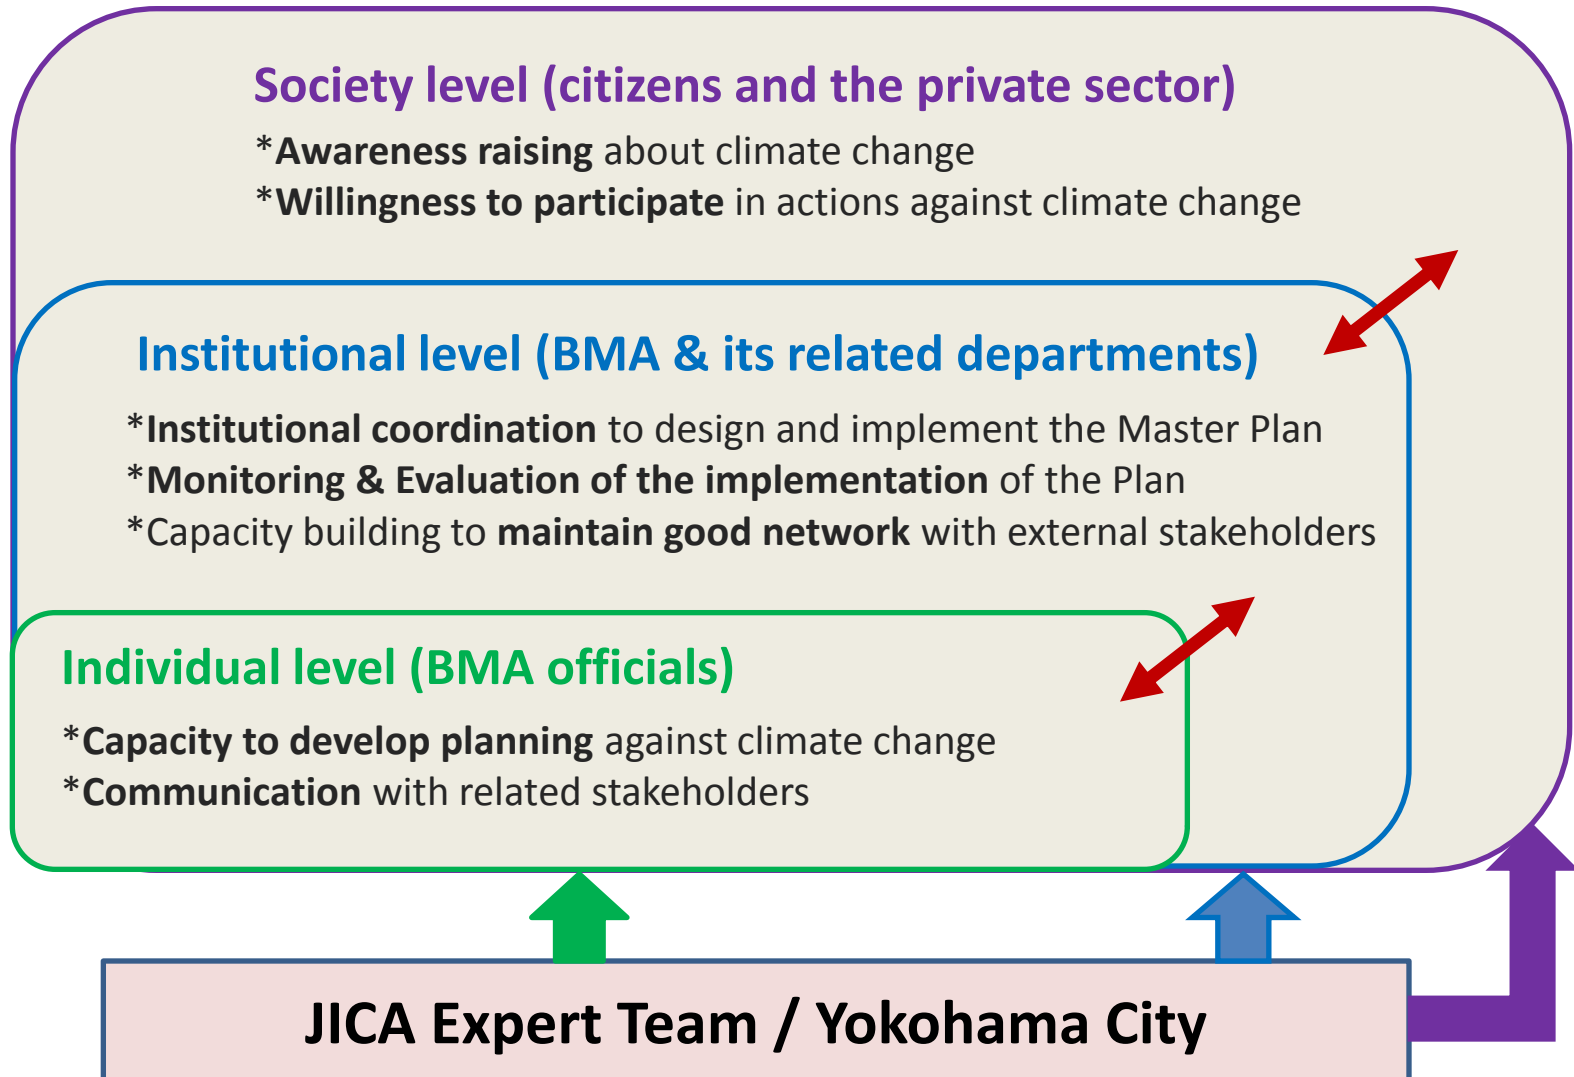 Society level (citizens and the private sector)
*Awareness raising about climate change
*Willingness to participate in actions against climate change
Institutional level (BMA & its related departments)
*Institutional coordination to design and implement the Master Plan
*Monitoring & Evaluation of the implementation of the Plan
*Capacity building to maintain good network with external stakeholders
Individual level (BMA officials)
*Capacity to develop planning against climate change
*Communication with related stakeholders
JICA Expert Team / Yokohama City